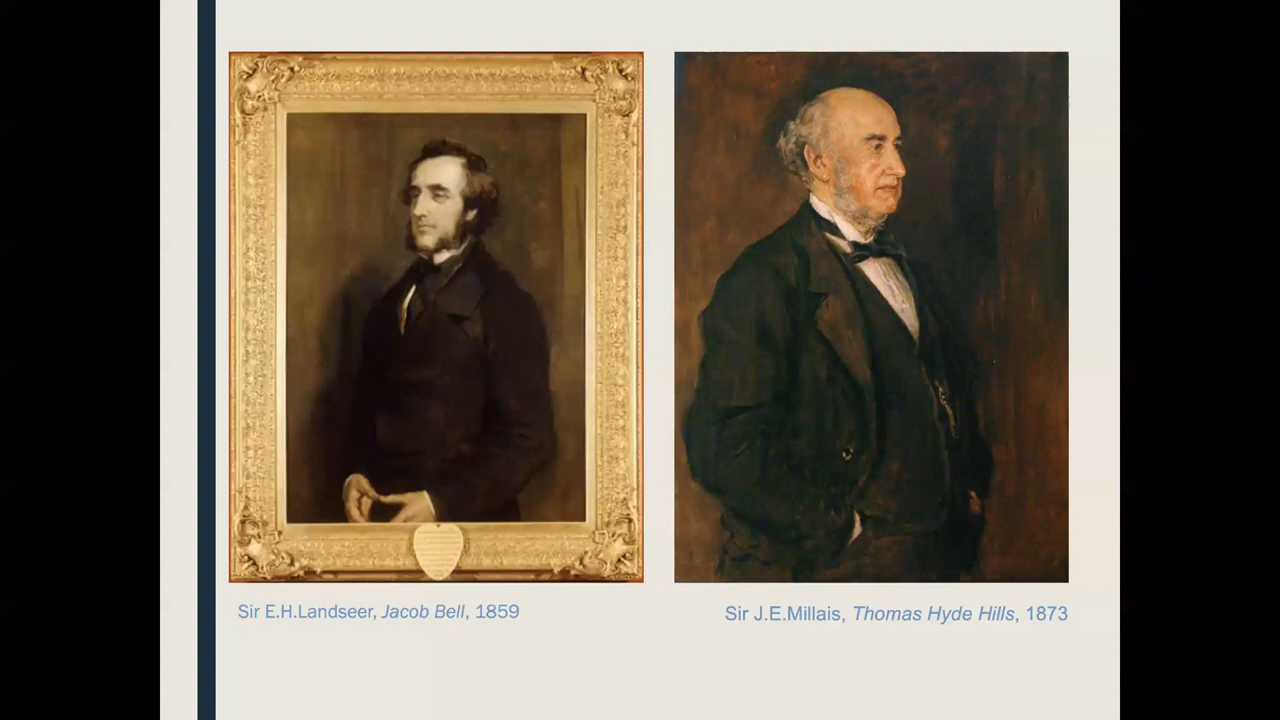 Sir E.H.Landseer, Jacob Bell, 1859
Sir J.E.Millais, Thomas Hyde Hills, 1873